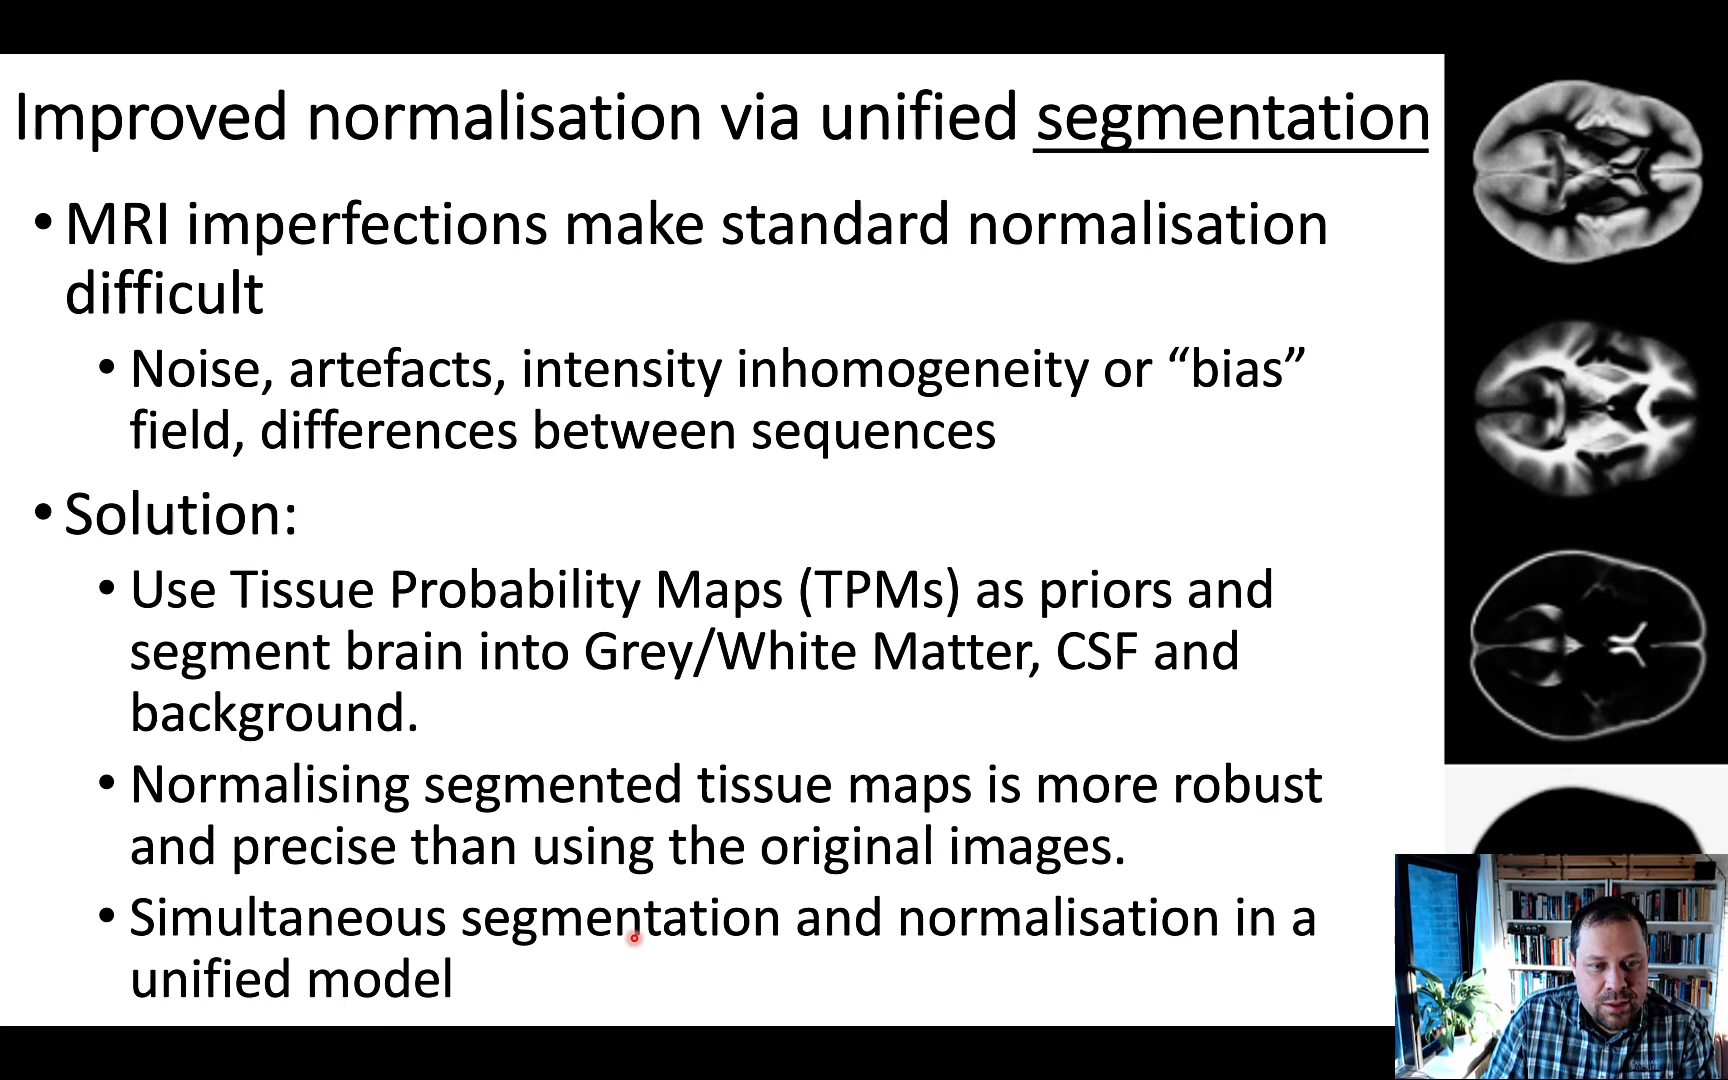 Improved normalisation via unified segmentation
• MRI imperfections make standard normalisation
difficult
• Noise, artefacts, intensity inhomogeneity or “bias”
field, differences between sequences
• Solution:
• Use Tissue Probability Maps (TPMs) as priors and
segment brain into Grey/White Matter, CSF and
background.
• Normalising segmented tissue maps is more robust
and precise than using the original images.
• Simultaneous segmentation and normalisation in a
unified model